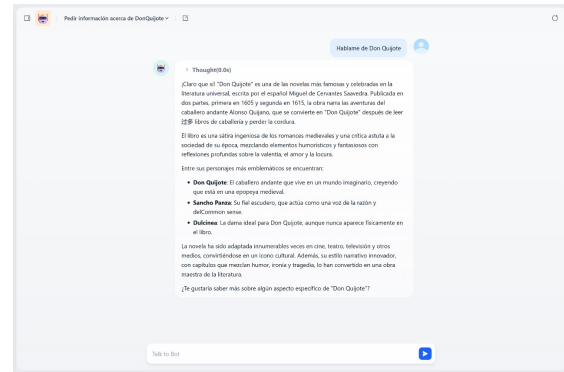 Pedir información acerca de DonQuijote
Hablame de Don Quijote
Thought(0.0s)
¡Claro que sí! "Don Quijote" es una de las novelas más famosas y celebradas en la
literatura universal, escrita por el español Miguel de Cervantes Saavedra. Publicada en
dos partes, primera en 1605 y segunda en 1615, la obra narra las aventuras del
caballero andante Alonso Quijano, que se convierte en "Don Quijote" después de leer
过多 libros de caballería y perder la cordura.
El libro es una sátira ingeniosa de los romances medievales y una crítica astuta a la
sociedad de su época, mezclando elementos humorísticos y fantasiosos con
reflexiones profundas sobre la valentía, el amor y la locura.
Entre sus personajes más emblemáticos se encuentran:
• Don Quijote: El caballero andante que vive en un mundo imaginario, creyendo
que está en una epopeya medieval.
• Sancho Panza: Su fiel escudero, que actúa como una voz de la razón y
delCommon sense.
• Dulcinea: La dama ideal para Don Quijote, aunque nunca aparece físicamente en
el libro.
La novela ha sido adaptada innumerables veces en cine, teatro, televisión y otros
medios, convirtiéndose en un icono cultural. Además, su estilo narrativo innovador,
con capítulos que mezclan humor, ironía y tragedia, lo han convertido en una obra
maestra de la literatura.
¿Te gustaría saber más sobre algún aspecto específico de "Don Quijote"?
Talk to Bot